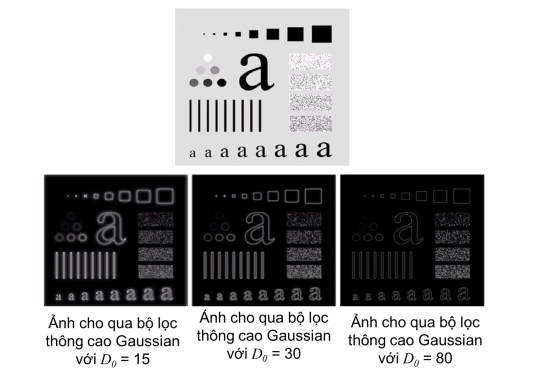 a
a a a a a a a a
a
a a a a a a a a
a
a a a a a a a a
a
a a a a a a a a
Ảnh cho qua bộ lọc
thông cao Gaussian
với D₀ = 15
Ảnh cho qua bộ lọc
thông cao Gaussian
với D₀ = 30
Ảnh cho qua bộ lọc
thông cao Gaussian
với D₀ = 80